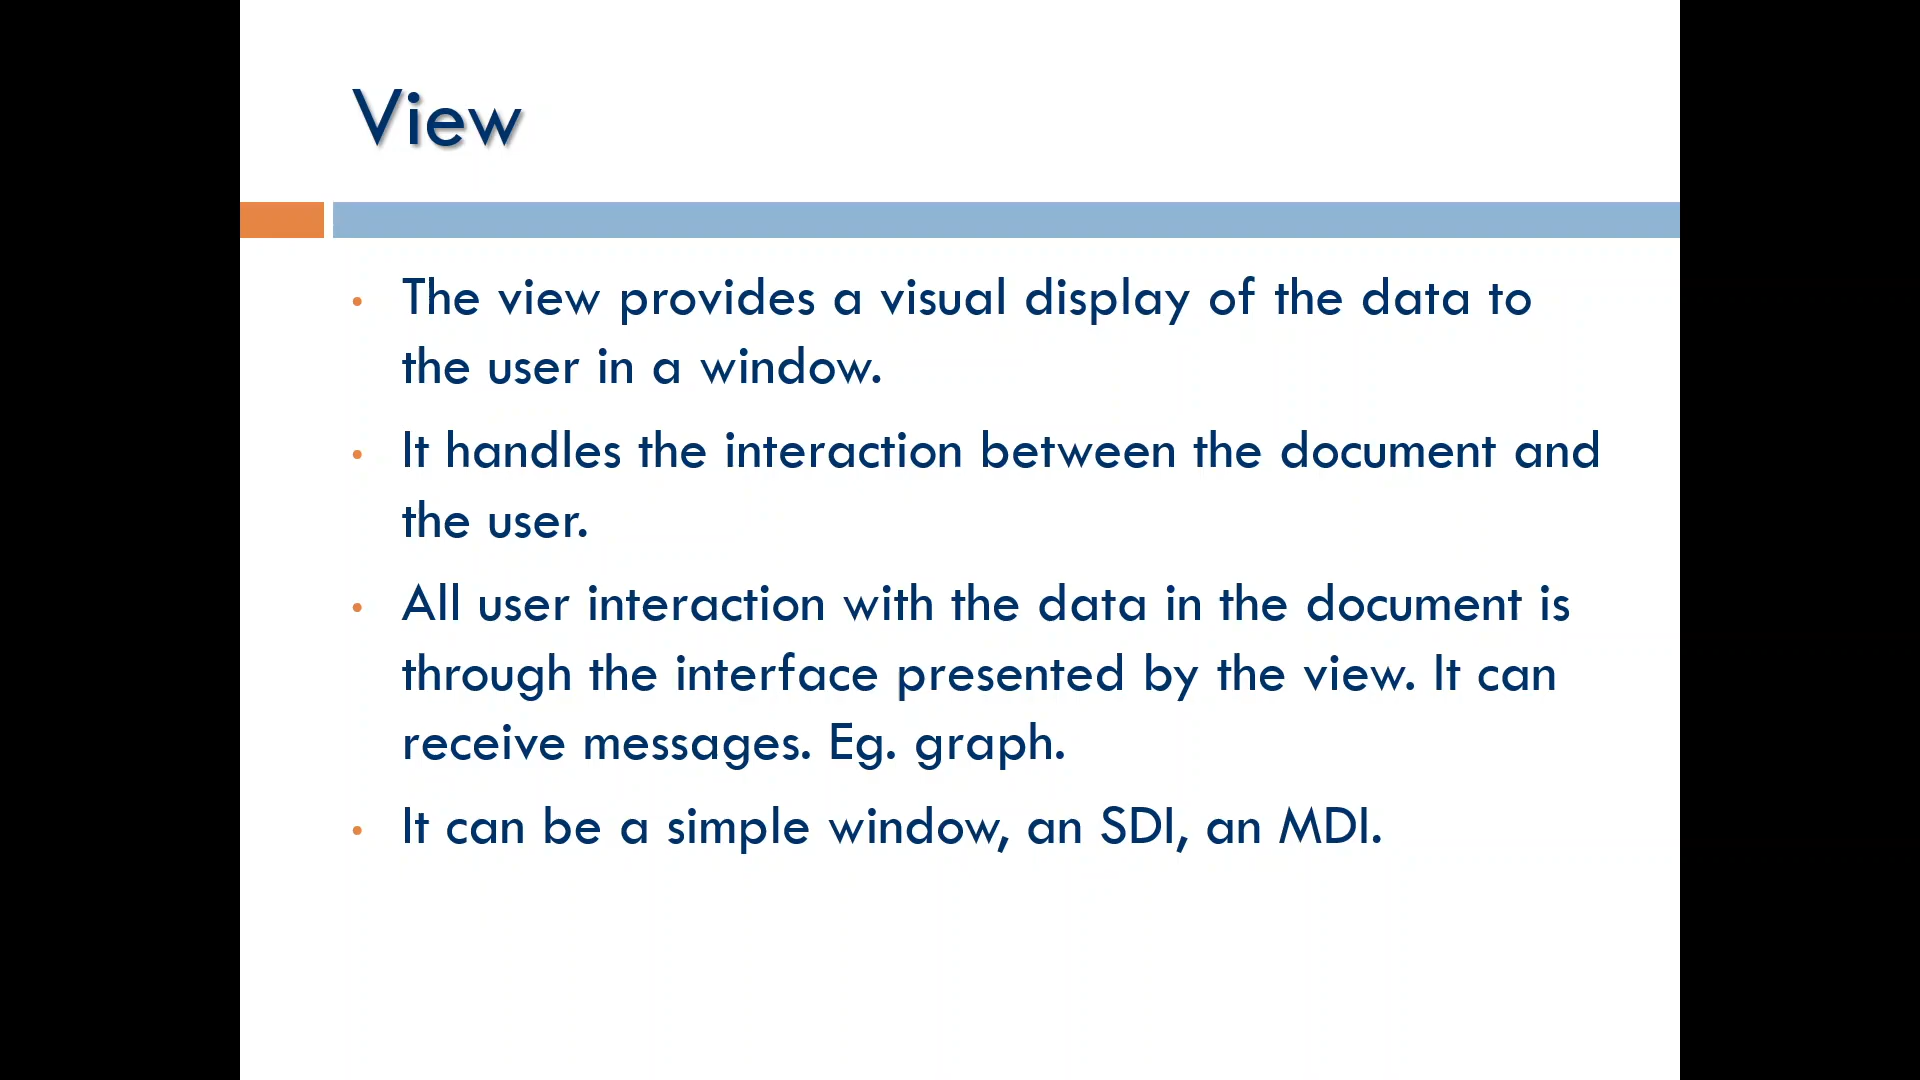 View
• The view provides a visual display of the data to
the user in a window.
• It handles the interaction between the document and
the user.
• All user interaction with the data in the document is
through the interface presented by the view. It can
receive messages. Eg. graph.
• It can be a simple window, an SDI, an MDI.